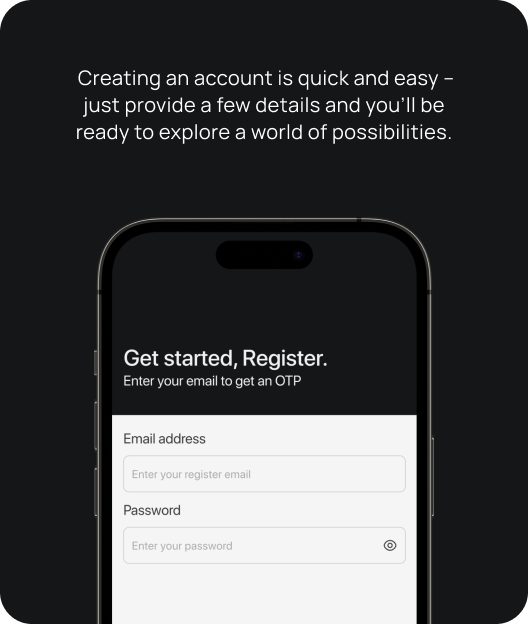 Creating an account is quick and easy –
just provide a few details and you'll be
ready to explore a world of possibilities.
Get started, Register.
Enter your email to get an OTP
Email address
Enter your register email
Password
Enter your password